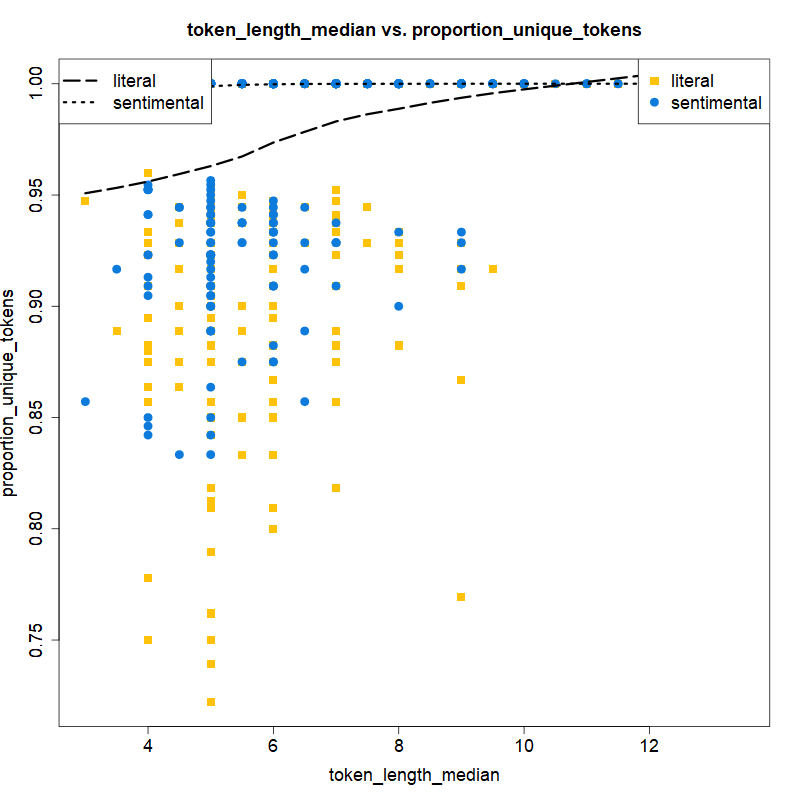 token_length_median vs. proportion_unique_tokens
literal
sentimental
literal
sentimental
1.00
0.95
0.90
0.85
0.80
0.75
proportion_unique_tokens
4
6
8
10
12
token_length_median